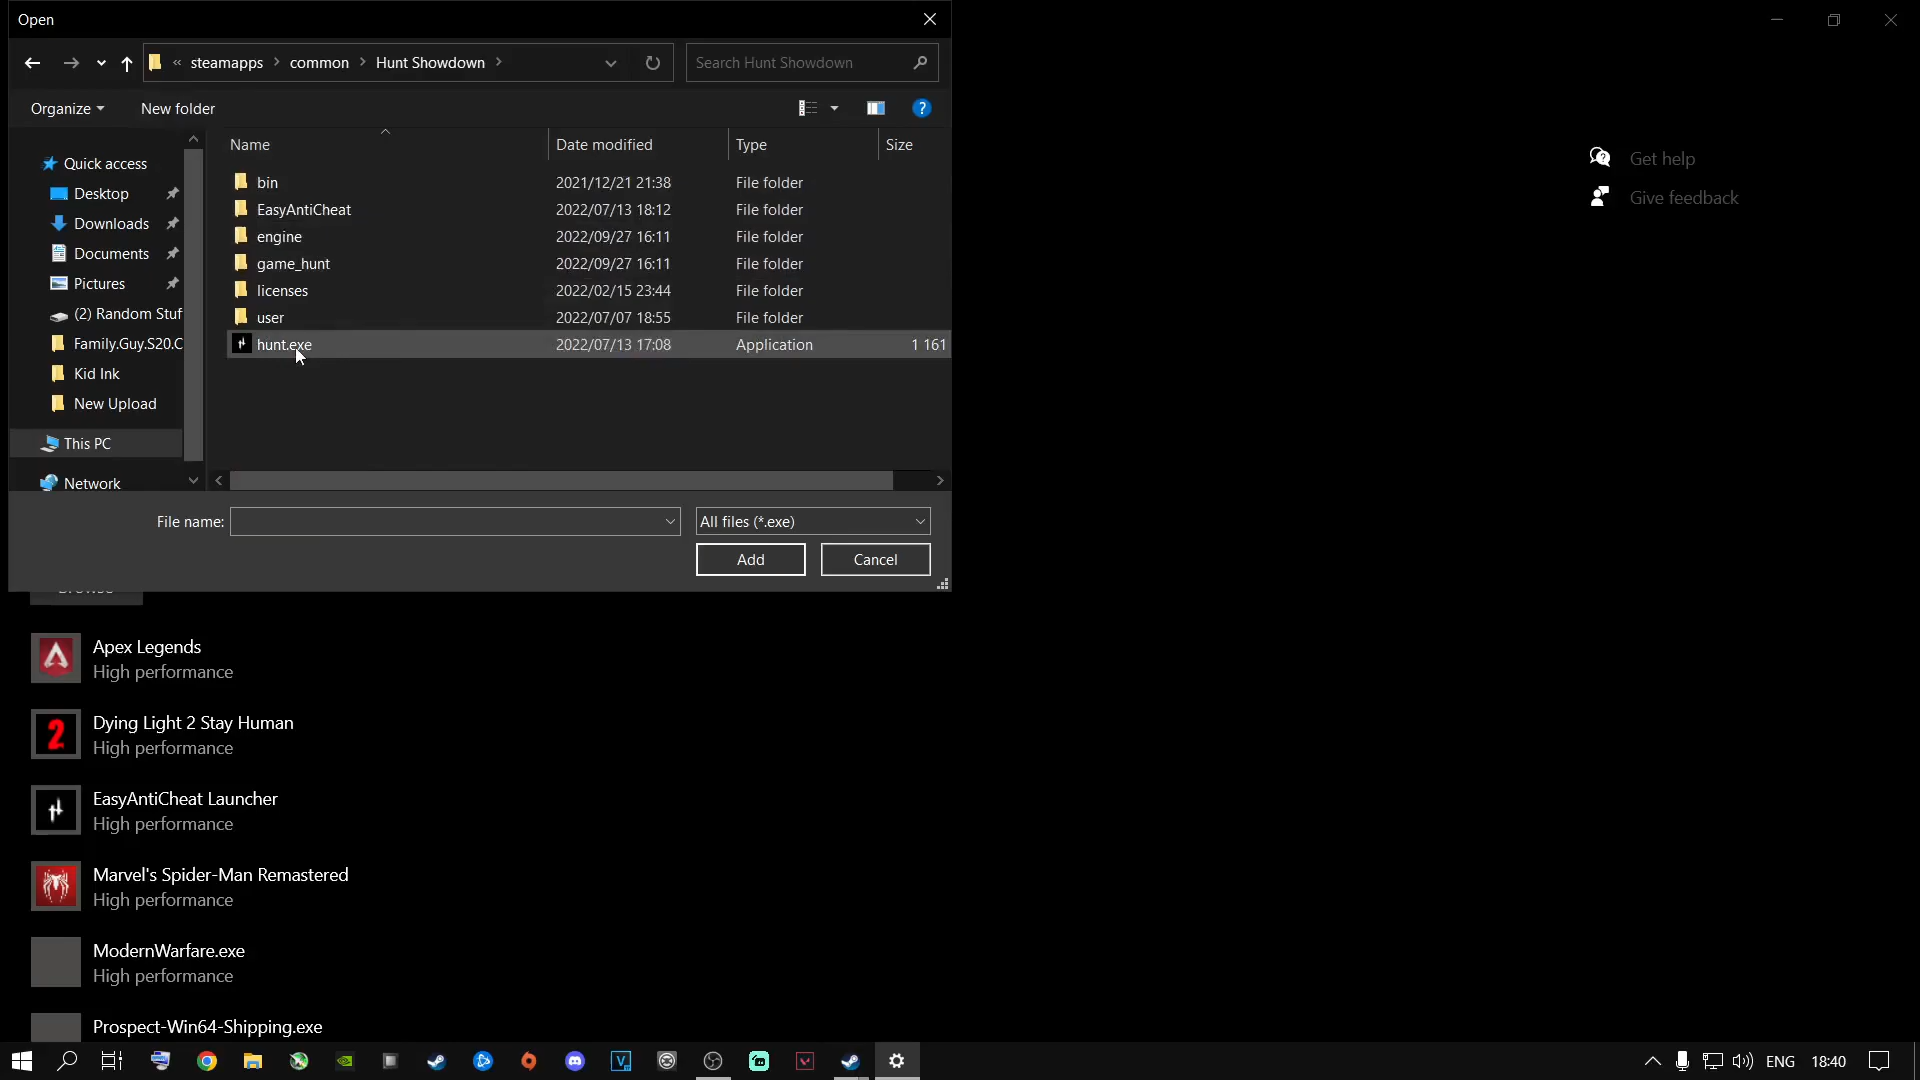 Open
« steamapps > common > Hunt Showdown >
Search Hunt Showdown
Organize
New folder
Name
Date modified
Type
Size
Quick access
Desktop
Downloads
Documents
Pictures
(2) Random Stuf
Family.Guy.S20.C
Kid Ink
New Upload
This PC
Network
bin 2021/12/21 21:38 File folder
EasyAntiCheat 2022/07/13 18:12 File folder
engine 2022/09/27 16:11 File folder
game_hunt 2022/09/27 16:11 File folder
licenses 2022/02/15 23:44 File folder
user 2022/07/07 18:55 File folder
hunt.exe 2022/07/13 17:08 Application 1 161
File name:
All files (*.exe)
Add
Cancel
Get help
Give feedback
Browse
Apex Legends
High performance
Dying Light 2 Stay Human
High performance
EasyAntiCheat Launcher
High performance
Marvel's Spider-Man Remastered
High performance
ModernWarfare.exe
High performance
Prospect-Win64-Shipping.exe
ENG
18:40